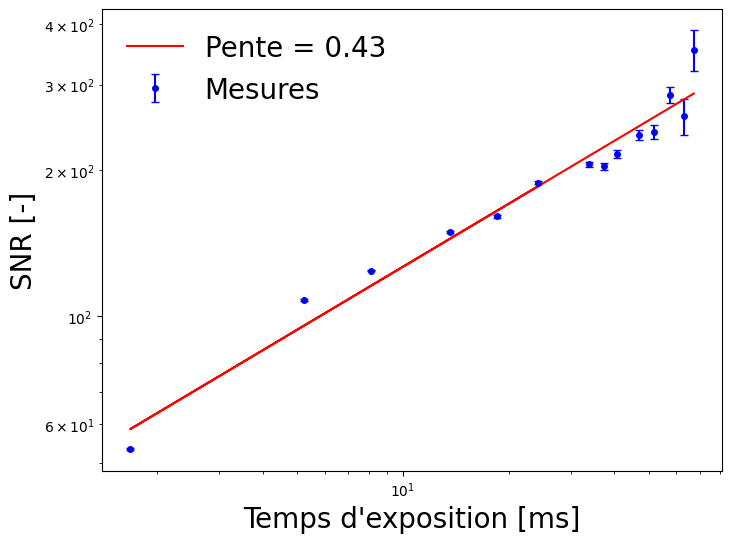 Pente = 0.43
Mesures
4 × 10²
3 × 10²
2 × 10²
10²
6 × 10¹
SNR [-]
10¹
Temps d'exposition [ms]